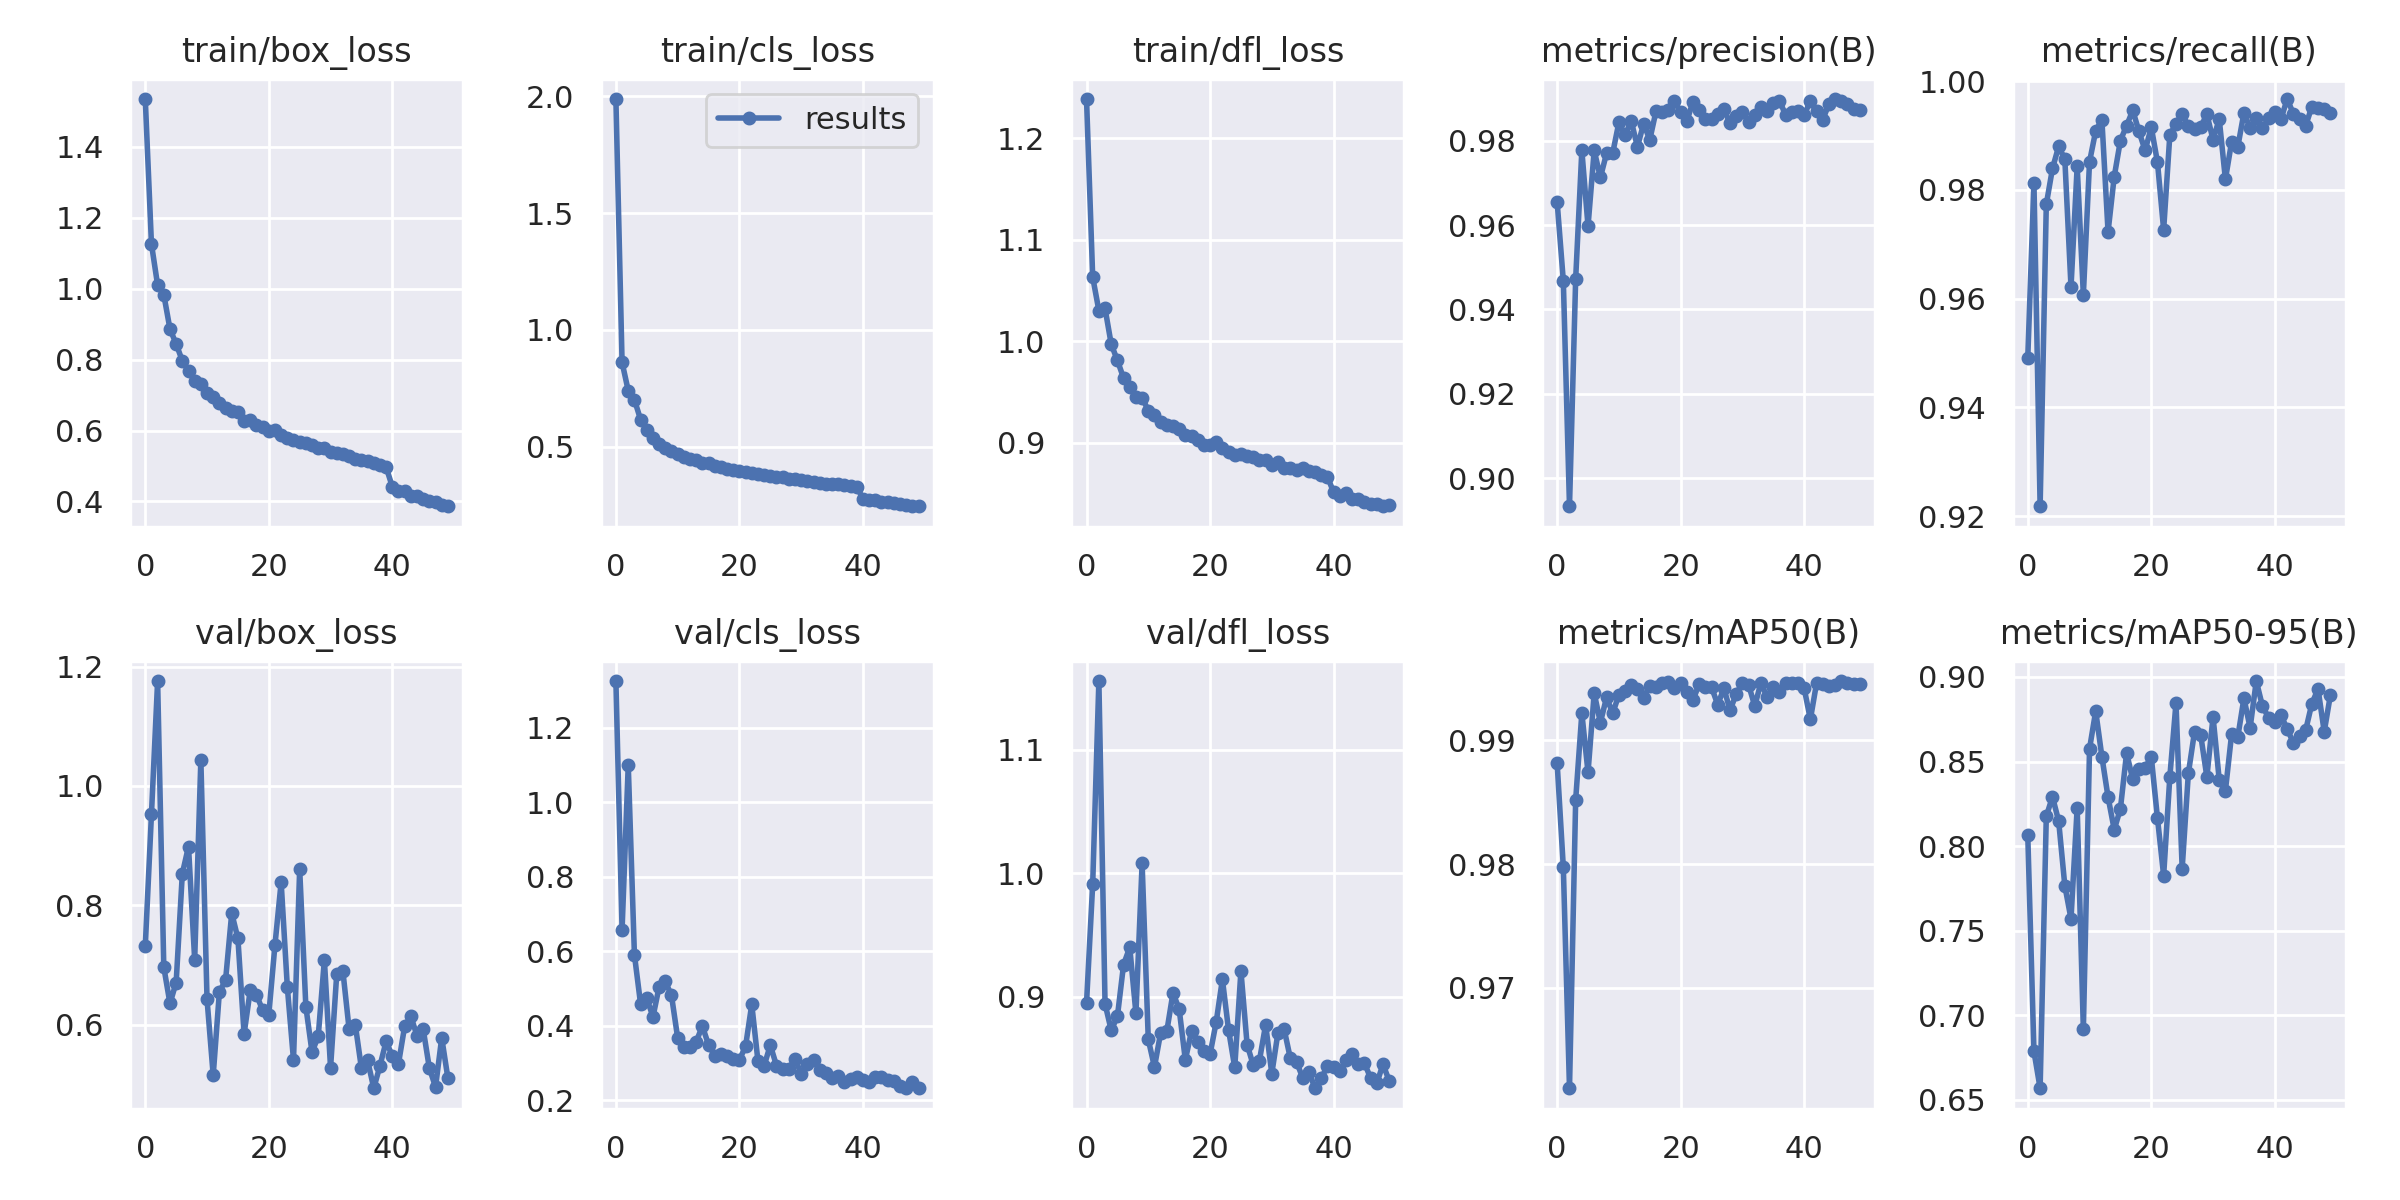 train/box_loss
1.4
1.2
1.0
0.8
0.6
0.4
0 20 40
train/cls_loss
results
2.0
1.5
1.0
0.5
0 20 40
train/dfl_loss
1.2
1.1
1.0
0.9
0 20 40
metrics/precision(B)
0.98
0.96
0.94
0.92
0.90
0 20 40
metrics/recall(B)
1.00
0.98
0.96
0.94
0.92
0 20 40
val/box_loss
1.2
1.0
0.8
0.6
0 20 40
val/cls_loss
1.2
1.0
0.8
0.6
0.4
0.2
0 20 40
val/dfl_loss
1.1
1.0
0.9
0 20 40
metrics/mAP50(B)
0.99
0.98
0.97
0 20 40
metrics/mAP50-95(B)
0.90
0.85
0.80
0.75
0.70
0.65
0 20 40